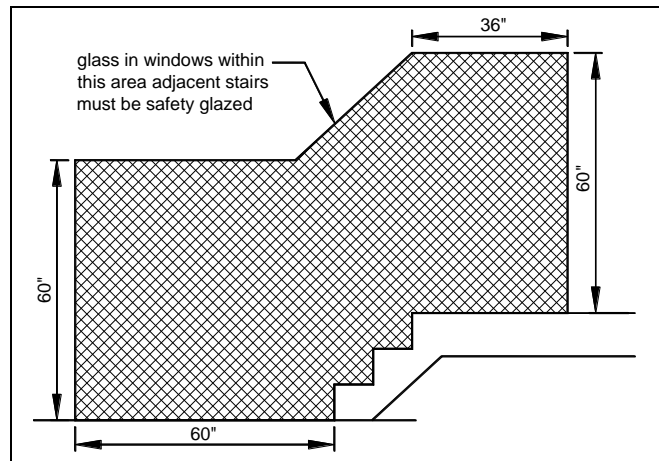 36"
glass in windows within
this area adjacent stairs
must be safety glazed
60"
60"
60"